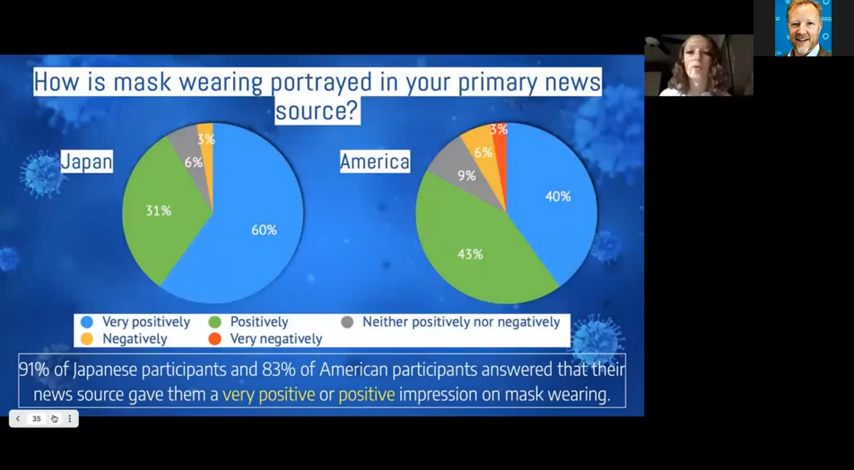 How is mask wearing portrayed in your primary news
source?
Japan
3%
6%
31%
60%
America
3%
6%
9%
40%
43%
Very positively
Positively
Neither positively nor negatively
Negatively
Very negatively
91% of Japanese participants and 83% of American participants answered that their
news source gave them a very positive or positive impression on mask wearing.
35